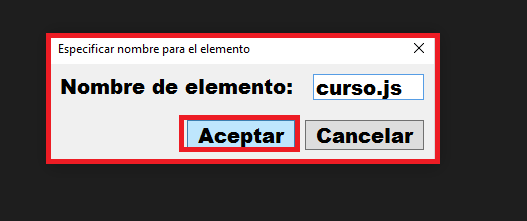 Especificar nombre para el elemento
Nombre de elemento: curso.js
Aceptar Cancelar